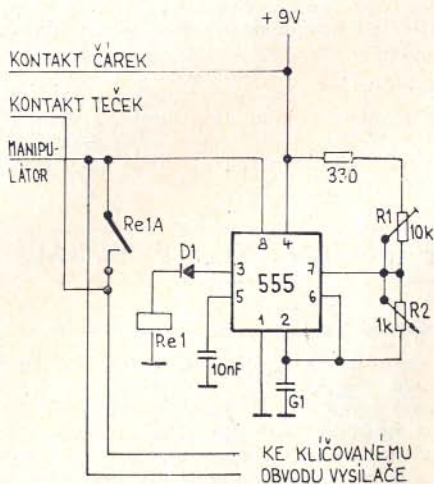 +9V
KONTAKT ČÁREK
KONTAKT TEČEK
MANIPU-
LÁTOR
330
Re1A
R1
10k
D1
8 4
3 555 7
5 6
1 2
R2
1k
Re1
10nF
G1
KE KLÍČOVANÉMU
OBVODU VYSÍLAČE